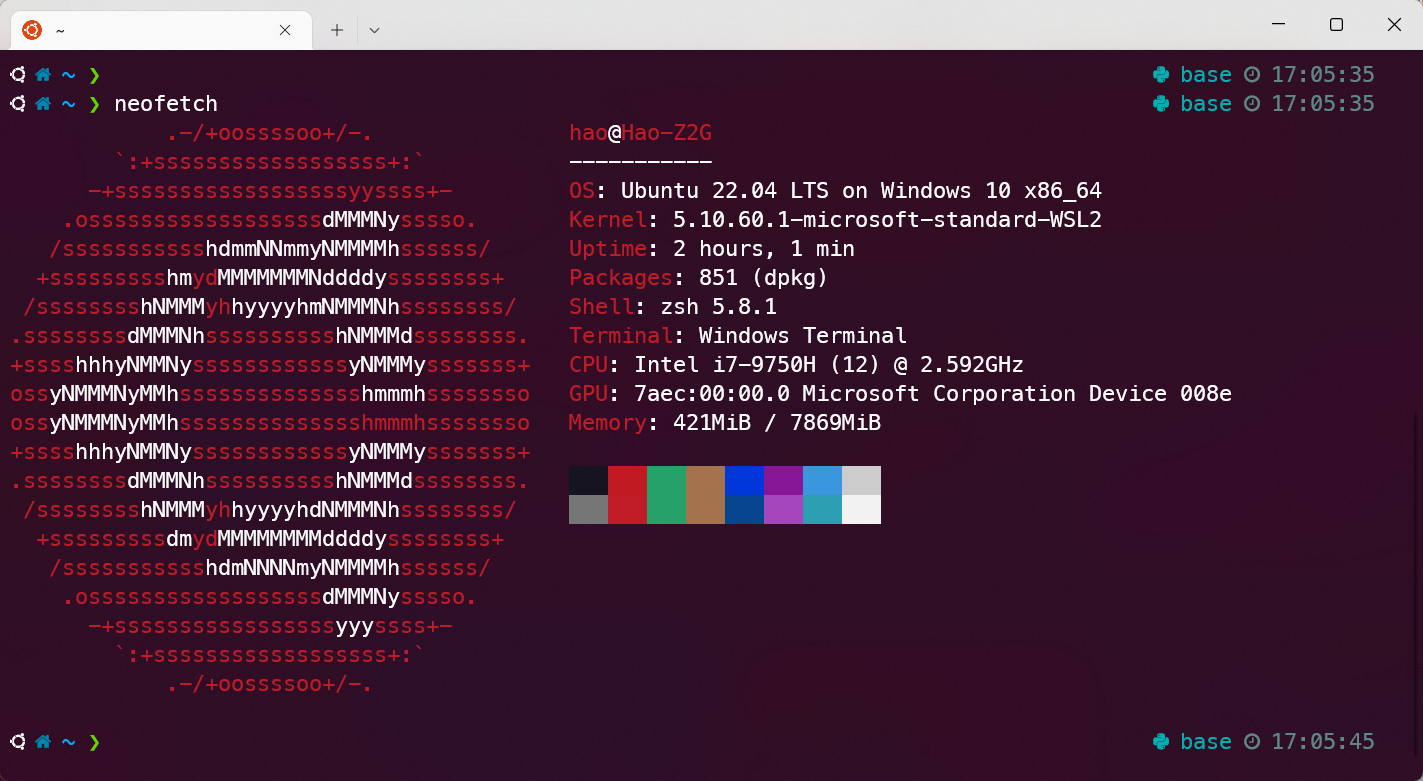 ~
~ ❯ base 17:05:35
~ ❯ neofetch base 17:05:35
.-/+oossssoo+/-. hao@Hao-Z2G
`:+ssssssssssssssssss+:` -----------
-+ssssssssssssssssssyyssss+- OS: Ubuntu 22.04 LTS on Windows 10 x86_64
.ossssssssssssssssssdMMMNysssso. Kernel: 5.10.60.1-microsoft-standard-WSL2
/ssssssssssshdmmNNmmyNMMMMhssssss/ Uptime: 2 hours, 1 min
+ssssssssshmydMMMMMMMNddddyssssssss+ Packages: 851 (dpkg)
/sssssssshNMMMyhhyyyyhmNMMMNhssssssss/ Shell: zsh 5.8.1
.ssssssssdMMMNhsssssssssshNMMMdssssssss. Terminal: Windows Terminal
+sssshhhyNMMNyssssssssssssyNMMMysssssss+ CPU: Intel i7-9750H (12) @ 2.592GHz
ossyNMMMNyMMhsssssssssssssshmmmhssssssso GPU: 7aec:00:00.0 Microsoft Corporation Device 008e
ossyNMMMNyMMhsssssssssssssshmmmhssssssso Memory: 421MiB / 7869MiB
+sssshhhyNMMNyssssssssssssyNMMMysssssss+
.ssssssssdMMMNhsssssssssshNMMMdssssssss.
/sssssssshNMMMyhhyyyyhdNMMMNhssssssss/
+sssssssssdmydMMMMMMMMddddyssssssss+
/ssssssssssshdmNNNNmyNMMMMhssssss/
.ossssssssssssssssssdMMMNysssso.
-+sssssssssssssssssyyyssss+-
`:+ssssssssssssssssss+:`
.-/+oossssoo+/-.
~ ❯ base 17:05:45